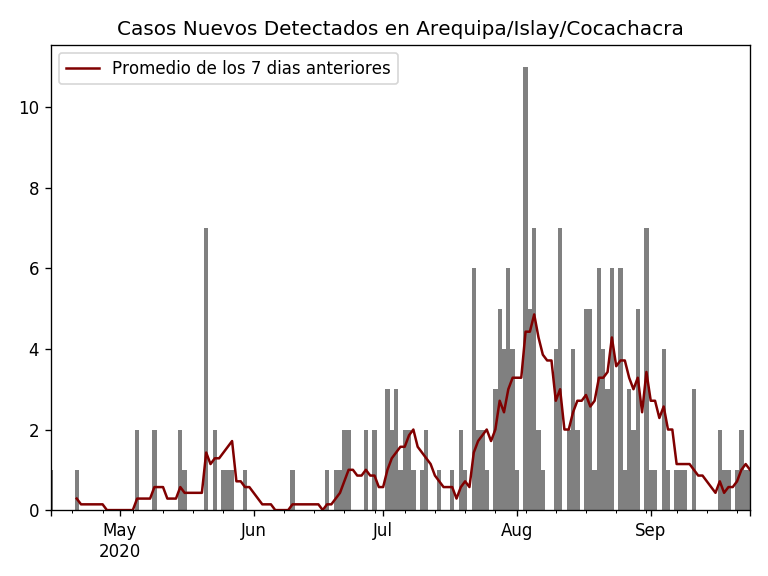 Casos Nuevos Detectados en Arequipa/Islay/Cocachacra
Promedio de los 7 dias anteriores
10
8
6
4
2
0
May Jun Jul Aug Sep
2020